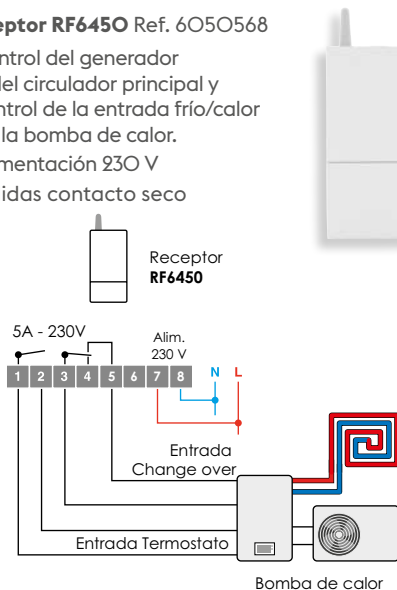 eptor RF6450 Ref. 6050568
ntrol del generador
del circulador principal y
ntrol de la entrada frío/calor
la bomba de calor.
mentación 230 V
idas contacto seco
Receptor
RF6450
5A - 230V
Alim.
230 V
N L
1 2 3 4 5 6 7 8
Entrada
Change over
Entrada Termostato
Bomba de calor